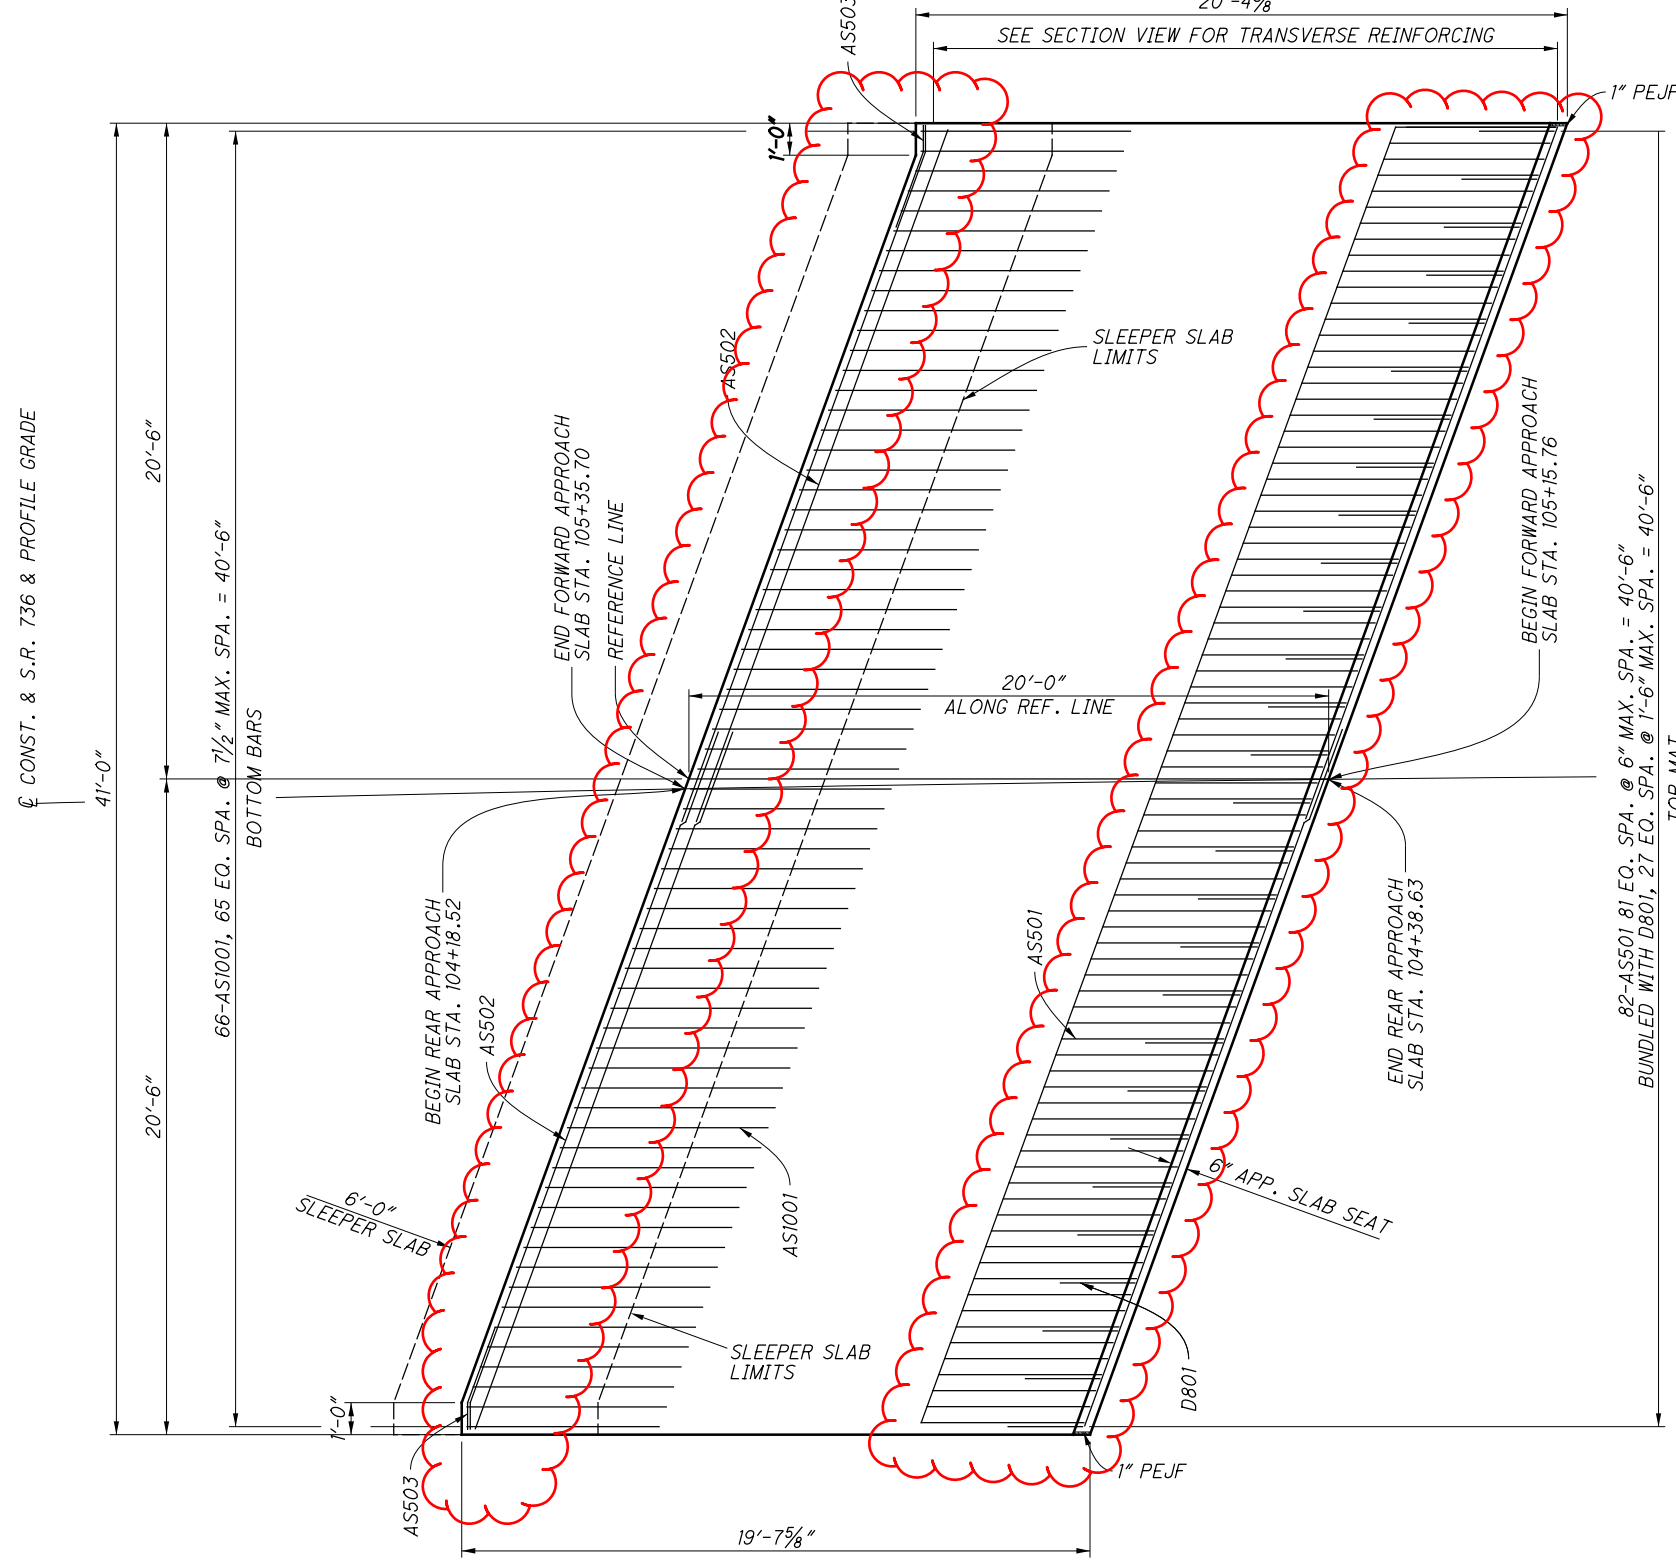 AS503
20'-4⅝"
SEE SECTION VIEW FOR TRANSVERSE REINFORCING
1" PEJF
1'-0"
AS502
SLEEPER SLAB
LIMITS
20'-6"
END FORWARD APPROACH
SLAB STA. 105+35.70
REFERENCE LINE
BEGIN FORWARD APPROACH
SLAB STA. 105+15.76
℄ CONST. & S.R. 736 & PROFILE GRADE
41'-0"
66-AS1001, 65 EQ. SPA. @ 7½" MAX. SPA. = 40'-6"
BOTTOM BARS
20'-0"
ALONG REF. LINE
82-AS501 81 EQ. SPA. @ 6" MAX. SPA. = 40'-6"
BUNDLED WITH D801, 27 EQ. SPA. @ 1'-6" MAX. SPA. = 40'-6"
TOP MAT
BEGIN REAR APPROACH
SLAB STA. 104+18.52
AS502
AS501
END REAR APPROACH
SLAB STA. 104+38.63
20'-6"
6'-0"
SLEEPER SLAB
AS1001
6" APP. SLAB SEAT
SLEEPER SLAB
LIMITS
D801
1'-0"
AS503
1" PEJF
19'-7⅝"